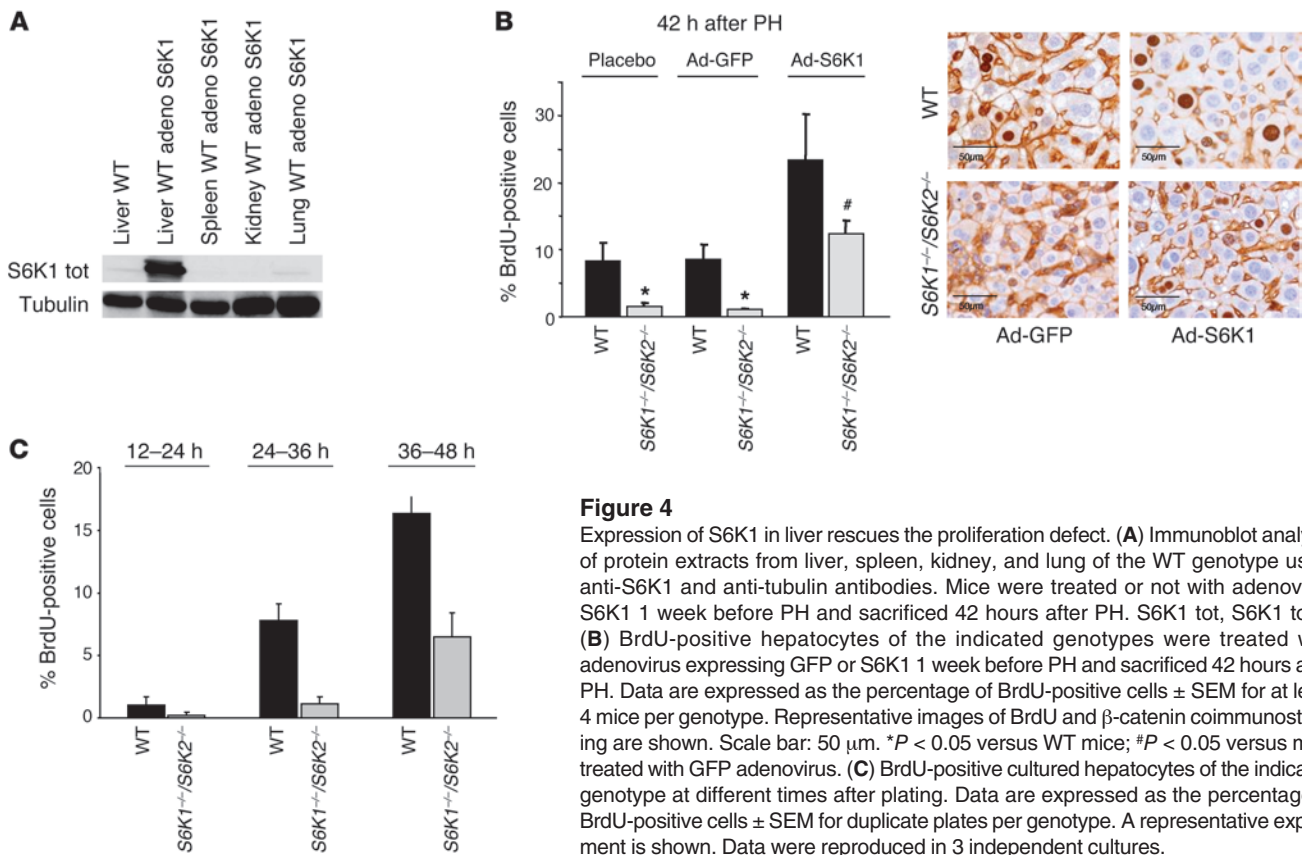 A
Liver WT
Liver WT adeno S6K1
Spleen WT adeno S6K1
Kidney WT adeno S6K1
Lung WT adeno S6K1
S6K1 tot
Tubulin
B
42 h after PH
Placebo
Ad-GFP
Ad-S6K1
% BrdU-positive cells
30
20
10
0
*
*
#
WT
S6K1–/–/S6K2–/–
WT
S6K1–/–/S6K2–/–
WT
S6K1–/–/S6K2–/–
WT
S6K1–/–/S6K2–/–
50µm
50µm
50µm
50µm
Ad-GFP
Ad-S6K1
C
12–24 h
24–36 h
36–48 h
% BrdU-positive cells
20
15
10
5
0
WT
S6K1–/–/S6K2–/–
WT
S6K1–/–/S6K2–/–
WT
S6K1–/–/S6K2–/–
Figure 4
Expression of S6K1 in liver rescues the proliferation defect. (A) Immunoblot analy
of protein extracts from liver, spleen, kidney, and lung of the WT genotype us
anti-S6K1 and anti-tubulin antibodies. Mice were treated or not with adenov
S6K1 1 week before PH and sacrificed 42 hours after PH. S6K1 tot, S6K1 to
(B) BrdU-positive hepatocytes of the indicated genotypes were treated w
adenovirus expressing GFP or S6K1 1 week before PH and sacrificed 42 hours a
PH. Data are expressed as the percentage of BrdU-positive cells ± SEM for at le
4 mice per genotype. Representative images of BrdU and β-catenin coimmunost
ing are shown. Scale bar: 50 µm. *P < 0.05 versus WT mice; #P < 0.05 versus m
treated with GFP adenovirus. (C) BrdU-positive cultured hepatocytes of the indica
genotype at different times after plating. Data are expressed as the percentage
BrdU-positive cells ± SEM for duplicate plates per genotype. A representative exp
ment is shown. Data were reproduced in 3 independent cultures.